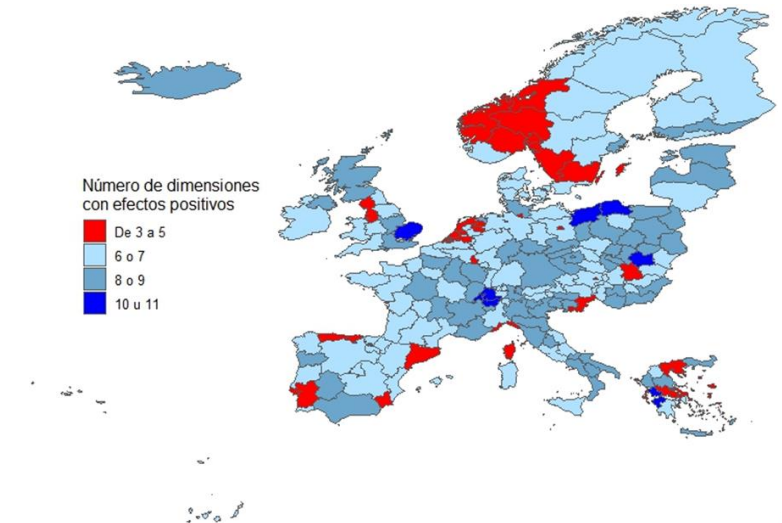 Número de dimensiones
con efectos positivos
De 3 a 5
6 o 7
8 o 9
10 u 11